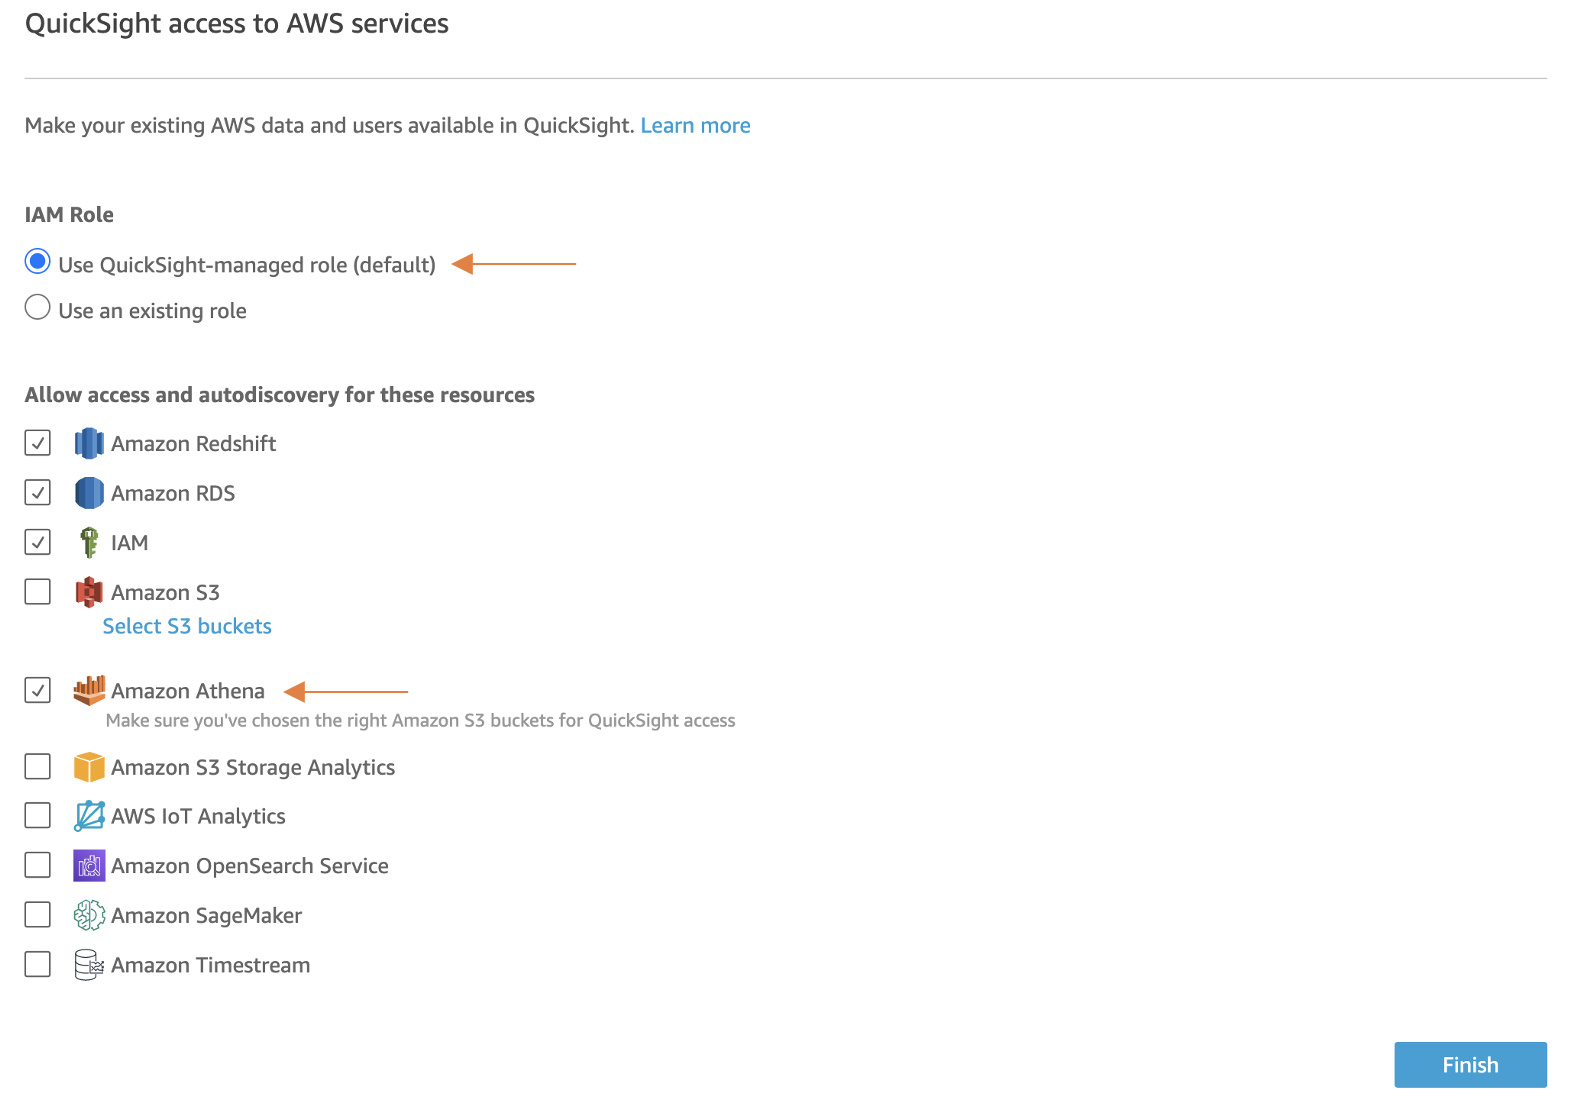 QuickSight access to AWS services
Make your existing AWS data and users available in QuickSight. Learn more
IAM Role
Use QuickSight-managed role (default)
Use an existing role
Allow access and autodiscovery for these resources
Amazon Redshift
Amazon RDS
IAM
Amazon S3
Select S3 buckets
Amazon Athena
Make sure you've chosen the right Amazon S3 buckets for QuickSight access
Amazon S3 Storage Analytics
AWS IoT Analytics
Amazon OpenSearch Service
Amazon SageMaker
Amazon Timestream
Finish